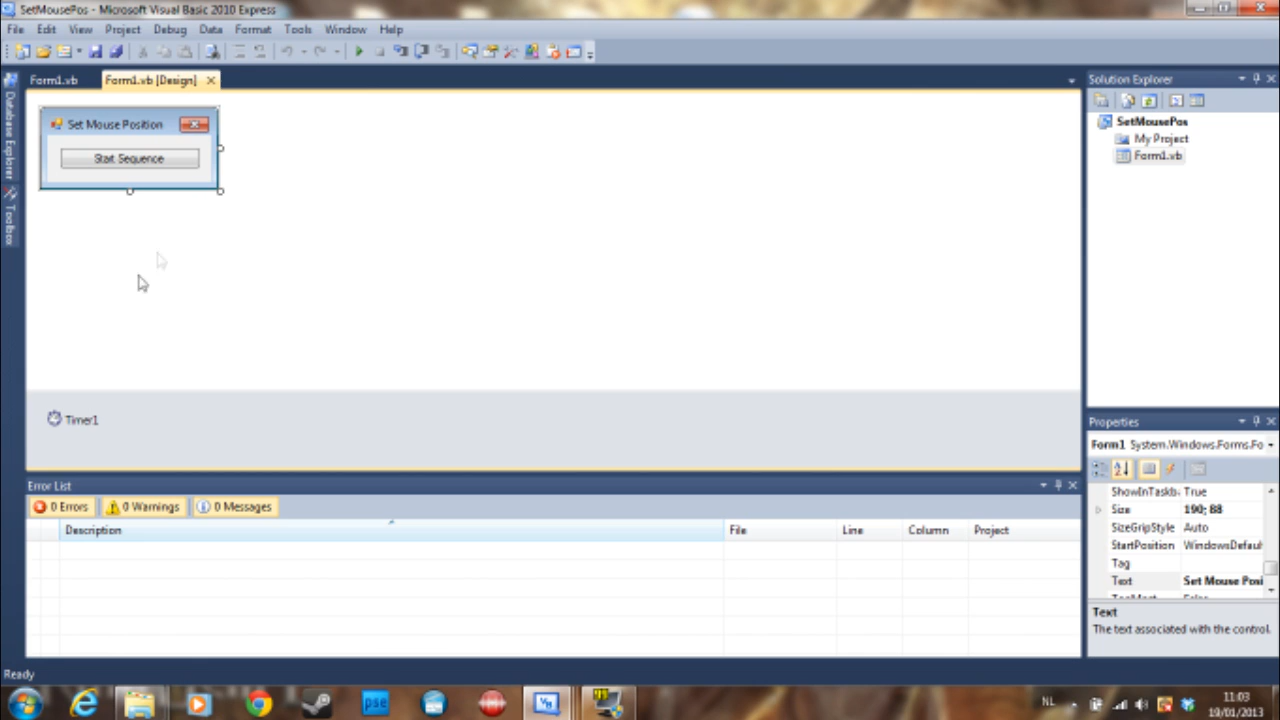 SetMousePos - Microsoft Visual Basic 2010 Express
File Edit View Project Debug Data Format Tools Window Help
Form1.vb Form1.vb [Design]
Database Explorer
Toolbox
Set Mouse Position
Start Sequence
Timer1
Solution Explorer
SetMousePos
My Project
Form1.vb
Properties
Form1 System.Windows.Forms.Fo
ShowInTaskb True
Size 190; 88
SizeGripStyle Auto
StartPosition WindowsDefaul
Tag
Text Set Mouse Posi
Text
The text associated with the control.
Error List
0 Errors 0 Warnings 0 Messages
Description File Line Column Project
Ready
pse
NL
11:03
19/01/2013